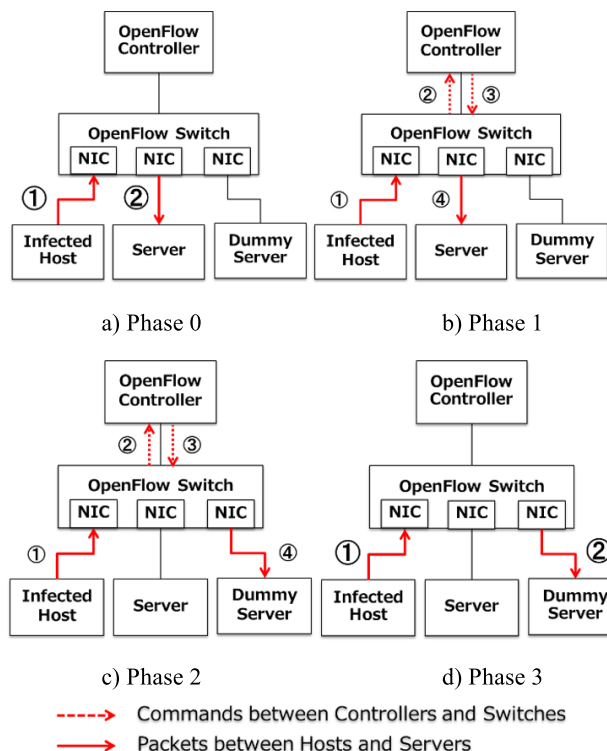 OpenFlow
Controller
OpenFlow Switch
NIC
NIC
NIC
①
②
Infected
Host
Server
Dummy
Server
a) Phase 0
OpenFlow
Controller
②
③
OpenFlow Switch
NIC
NIC
NIC
①
④
Infected
Host
Server
Dummy
Server
b) Phase 1
OpenFlow
Controller
②
③
OpenFlow Switch
NIC
NIC
NIC
①
④
Infected
Host
Server
Dummy
Server
c) Phase 2
OpenFlow
Controller
OpenFlow Switch
NIC
NIC
NIC
①
②
Infected
Host
Server
Dummy
Server
d) Phase 3
Commands between Controllers and Switches
Packets between Hosts and Servers